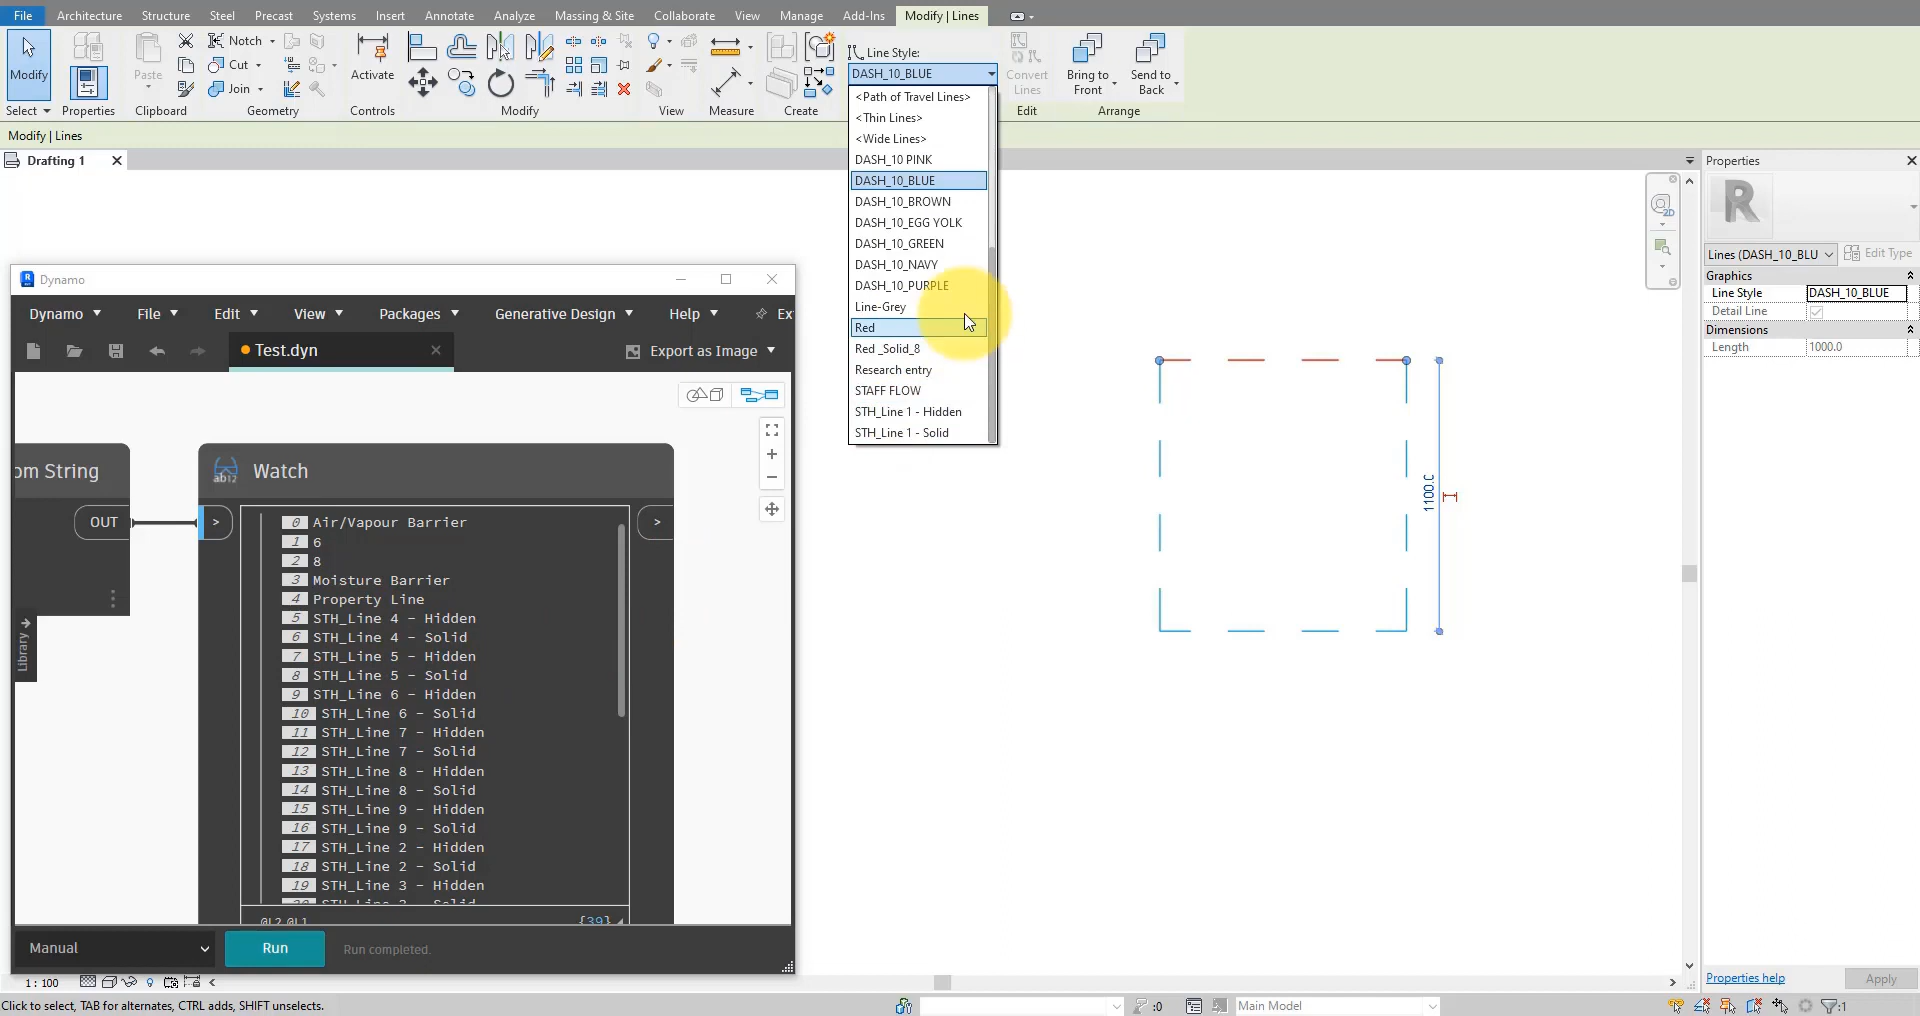 File Architecture Structure Steel Precast Systems Insert Annotate Analyze Massing & Site Collaborate View Manage Add-Ins Modify | Lines
Modify
Select
Properties
Paste
Clipboard
Notch
Cut
Join
Geometry
Activate
Controls
Modify
View
Measure
Create
Line Style:
DASH_10_BLUE
Convert
Lines
Edit
Bring to
Front
Send to
Back
Arrange
Modify | Lines
Drafting 1
<Path of Travel Lines>
<Thin Lines>
<Wide Lines>
DASH_10 PINK
DASH_10_BLUE
DASH_10_BROWN
DASH_10_EGG YOLK
DASH_10_GREEN
DASH_10_NAVY
DASH_10_PURPLE
Line-Grey
Red
Red _Solid_8
Research entry
STAFF FLOW
STH_Line 1 - Hidden
STH_Line 1 - Solid
2D
1100.0
Properties
R
Lines (DASH_10_BLU
Edit Type
Graphics
Line Style DASH_10_BLUE
Detail Line
Dimensions
Length 1000.0
Properties help
Apply
Dynamo
Dynamo File Edit View Packages Generative Design Help Ex
Test.dyn
Export as Image
om String
OUT
ab12
Watch
>
>
0 Air/Vapour Barrier
1 6
2 8
3 Moisture Barrier
4 Property Line
5 STH_Line 4 - Hidden
6 STH_Line 4 - Solid
7 STH_Line 5 - Hidden
8 STH_Line 5 - Solid
9 STH_Line 6 - Hidden
10 STH_Line 6 - Solid
11 STH_Line 7 - Hidden
12 STH_Line 7 - Solid
13 STH_Line 8 - Hidden
14 STH_Line 8 - Solid
15 STH_Line 9 - Hidden
16 STH_Line 9 - Solid
17 STH_Line 2 - Hidden
18 STH_Line 2 - Solid
19 STH_Line 3 - Hidden
@L2 @L1
{39}
Library
Manual
Run
Run completed.
1 : 100
Click to select, TAB for alternates, CTRL adds, SHIFT unselects.
:0
Main Model
:1